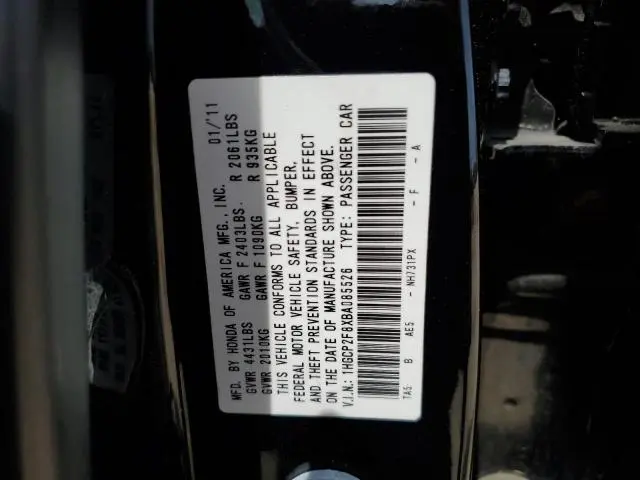 MFD. BY HONDA OF AMERICA MFG., INC. 01/'11
GVWR 4431LBS GAWR F 2403LBS. R 2061LBS
GVWR 2010KG GAWR F 1090KG R 935KG
THIS VEHICLE CONFORMS TO ALL APPLICABLE
FEDERAL MOTOR VEHICLE SAFETY, BUMPER,
AND THEFT PREVENTION STANDARDS IN EFFECT
ON THE DATE OF MANUFACTURE SHOWN ABOVE.
V.I.N.: 1HGCP2F8XBA085526 TYPE: PASSENGER CAR
TA5- B AE5 - NH731PX - F - A